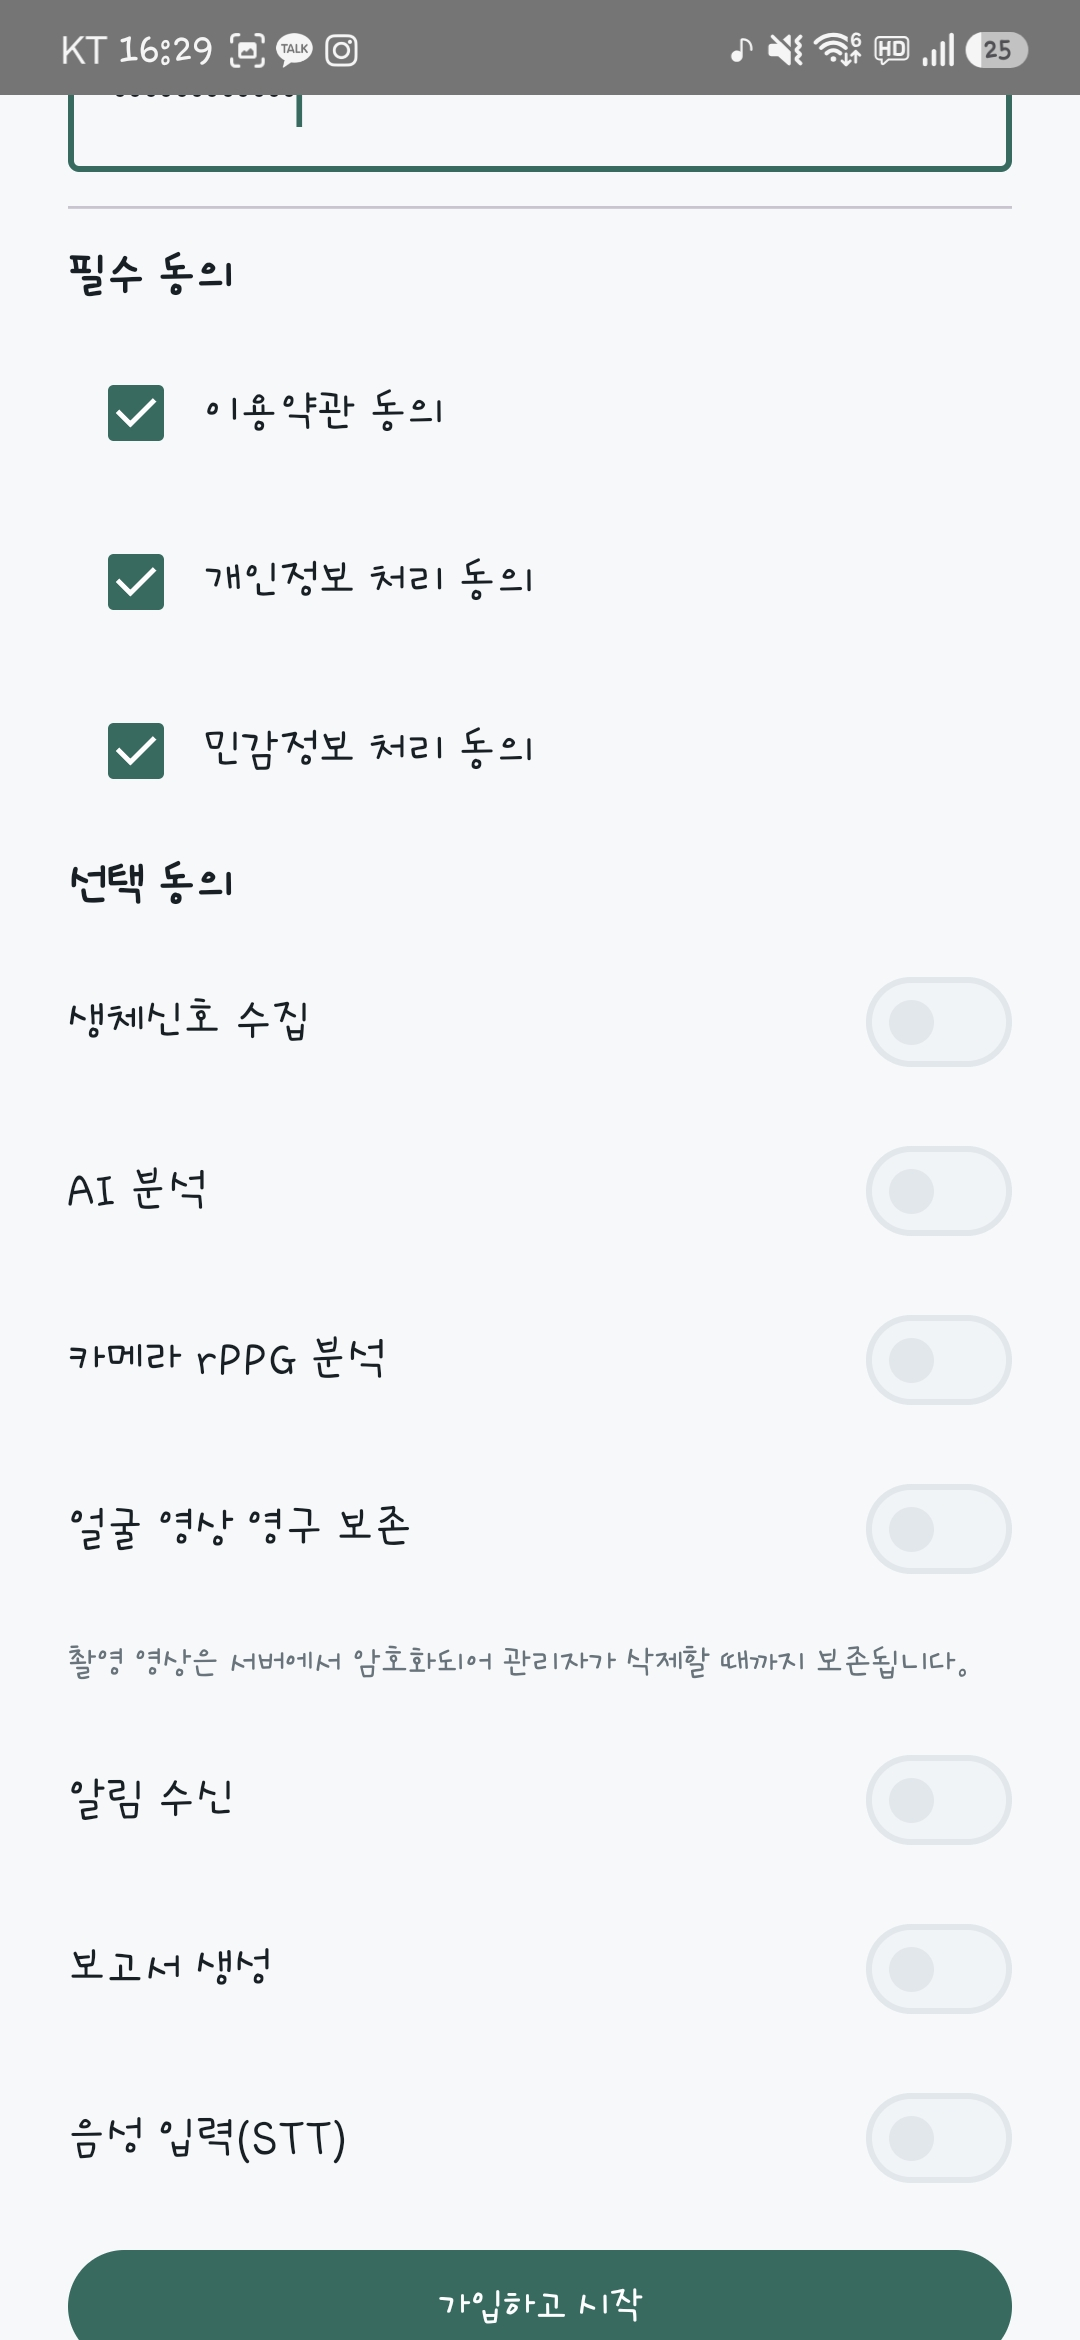 KT 16:29 TALK 6 HD 25
필수 동의
이용약관 동의
개인정보 처리 동의
민감정보 처리 동의
선택 동의
생체신호 수집
AI 분석
카메라 rPPG 분석
얼굴 영상 영구 보존
촬영 영상은 서버에서 암호화되어 관리자가 삭제할 때까지 보존됩니다.
알림 수신
보고서 생성
음성 입력(STT)
가입하고 시작